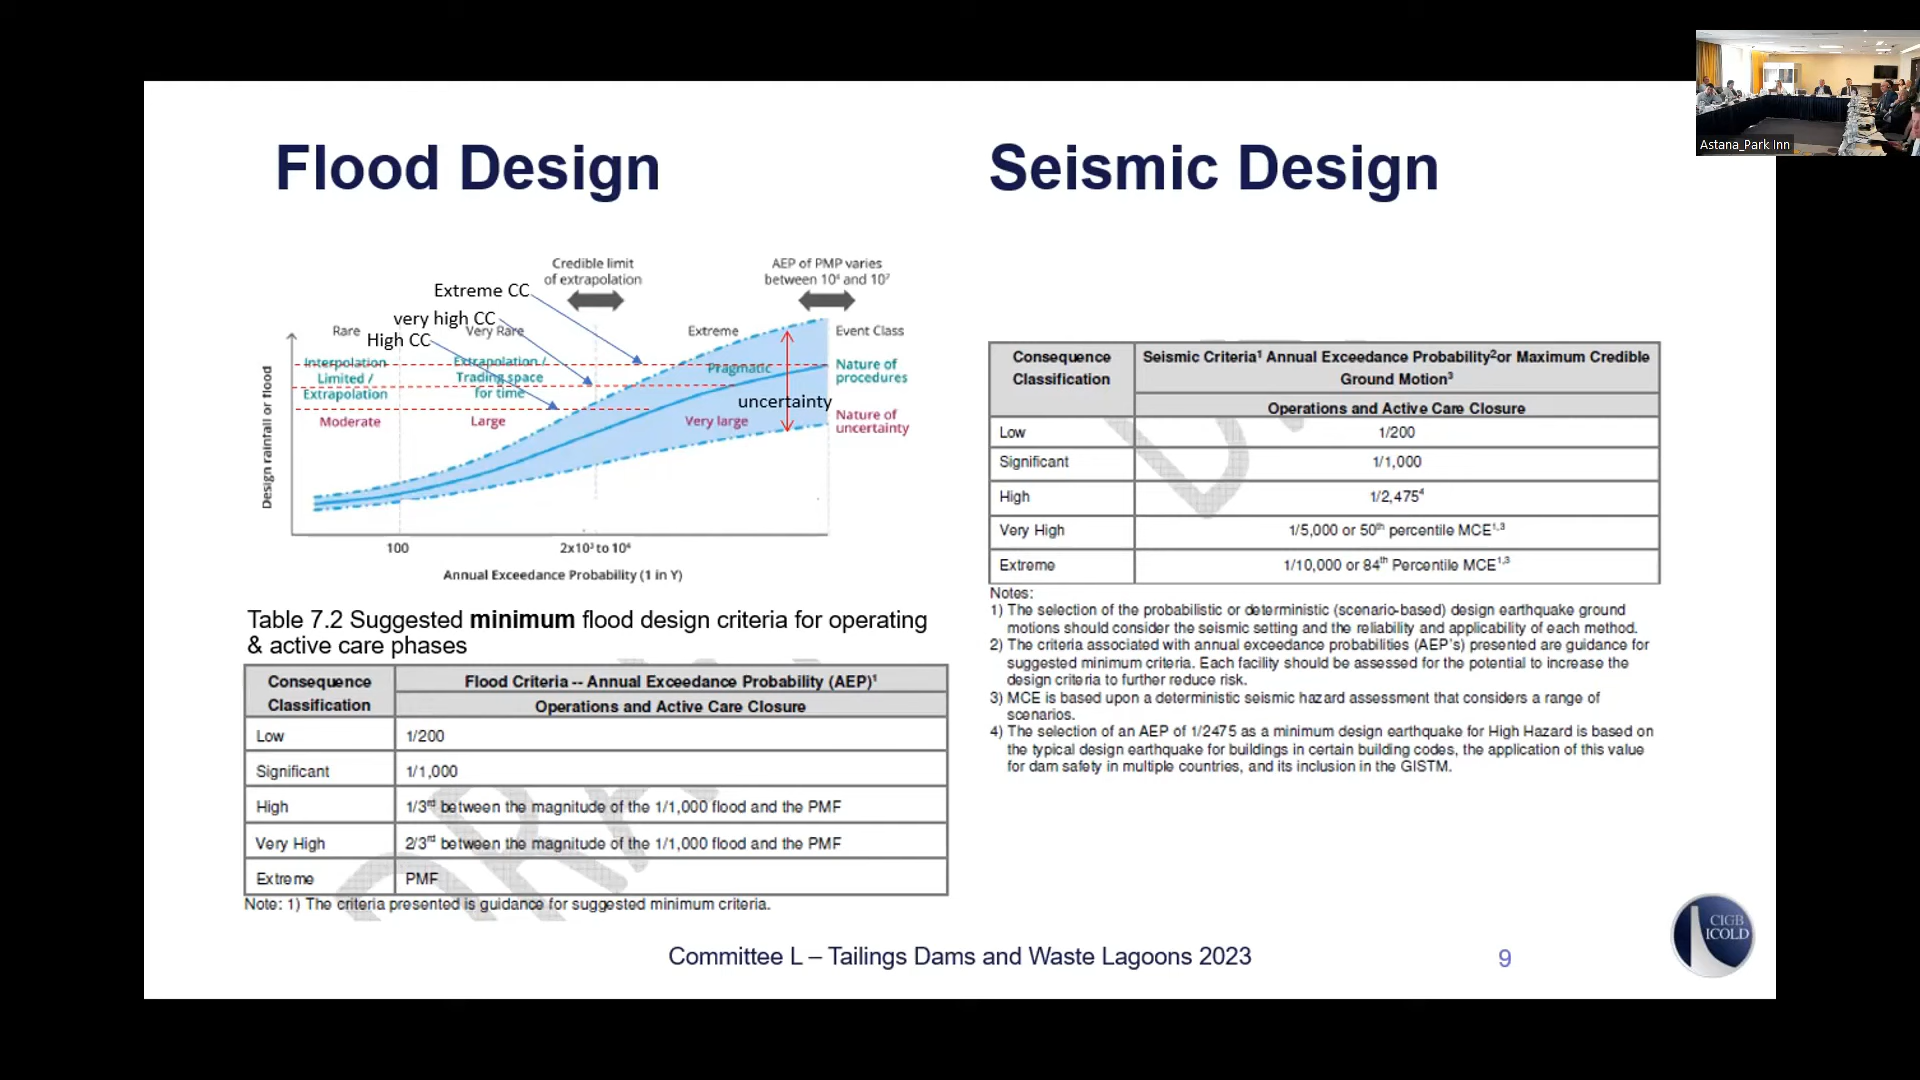 Flood Design
Seismic Design
Astana_Park Inn
Credible limit
of extrapolation
AEP of PMP varies
between 10⁶ and 10⁷
Extreme CC
very high CC
High CC
Rare
Very Rare
Extreme
Event Class
Interpolation
Limited /
Extrapolation
Extrapolation /
Trading space
for time
Pragmatic
Nature of
procedures
uncertainty
Moderate
Large
Very large
Nature of
uncertainty
Design rainfall or flood
100
2x10³ to 10⁴
Annual Exceedance Probability (1 in Y)
Table 7.2 Suggested minimum flood design criteria for operating
& active care phases
Consequence
Classification
Flood Criteria -- Annual Exceedance Probability (AEP)¹
Operations and Active Care Closure
Low 1/200
Significant 1/1,000
High 1/3rd between the magnitude of the 1/1,000 flood and the PMF
Very High 2/3rd between the magnitude of the 1/1,000 flood and the PMF
Extreme PMF
Note: 1) The criteria presented is guidance for suggested minimum criteria.
Consequence
Classification
Seismic Criteria¹ Annual Exceedance Probability²or Maximum Credible
Ground Motion³
Operations and Active Care Closure
Low 1/200
Significant 1/1,000
High 1/2,475⁴
Very High 1/5,000 or 50th percentile MCE¹,³
Extreme 1/10,000 or 84th Percentile MCE¹,³
Notes:
1) The selection of the probabilistic or deterministic (scenario-based) design earthquake ground
motions should consider the seismic setting and the reliability and applicability of each method.
2) The criteria associated with annual exceedance probabilities (AEP's) presented are guidance for
suggested minimum criteria. Each facility should be assessed for the potential to increase the
design criteria to further reduce risk.
3) MCE is based upon a deterministic seismic hazard assessment that considers a range of
scenarios.
4) The selection of an AEP of 1/2475 as a minimum design earthquake for High Hazard is based on
the typical design earthquake for buildings in certain building codes, the application of this value
for dam safety in multiple countries, and its inclusion in the GISTM.
Committee L – Tailings Dams and Waste Lagoons 2023
9
CIGB
ICOLD